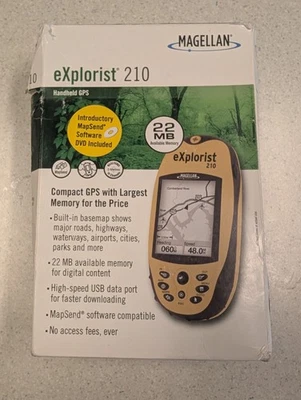 MAGELLAN®
10
eXplorist® 210
Handheld GPS
Introductory
MapSend®
Software
DVD Included
22
MB
Available Memory
eXplorist
210
MAGELLAN
Compact GPS with Largest
Memory for the Price
• Built-in basemap shows
major roads, highways,
waterways, airports, cities,
parks and more
• 22 MB available memory
for digital content
• High-speed USB data port
for faster downloading
• MapSend® software compatible
• No access fees, ever